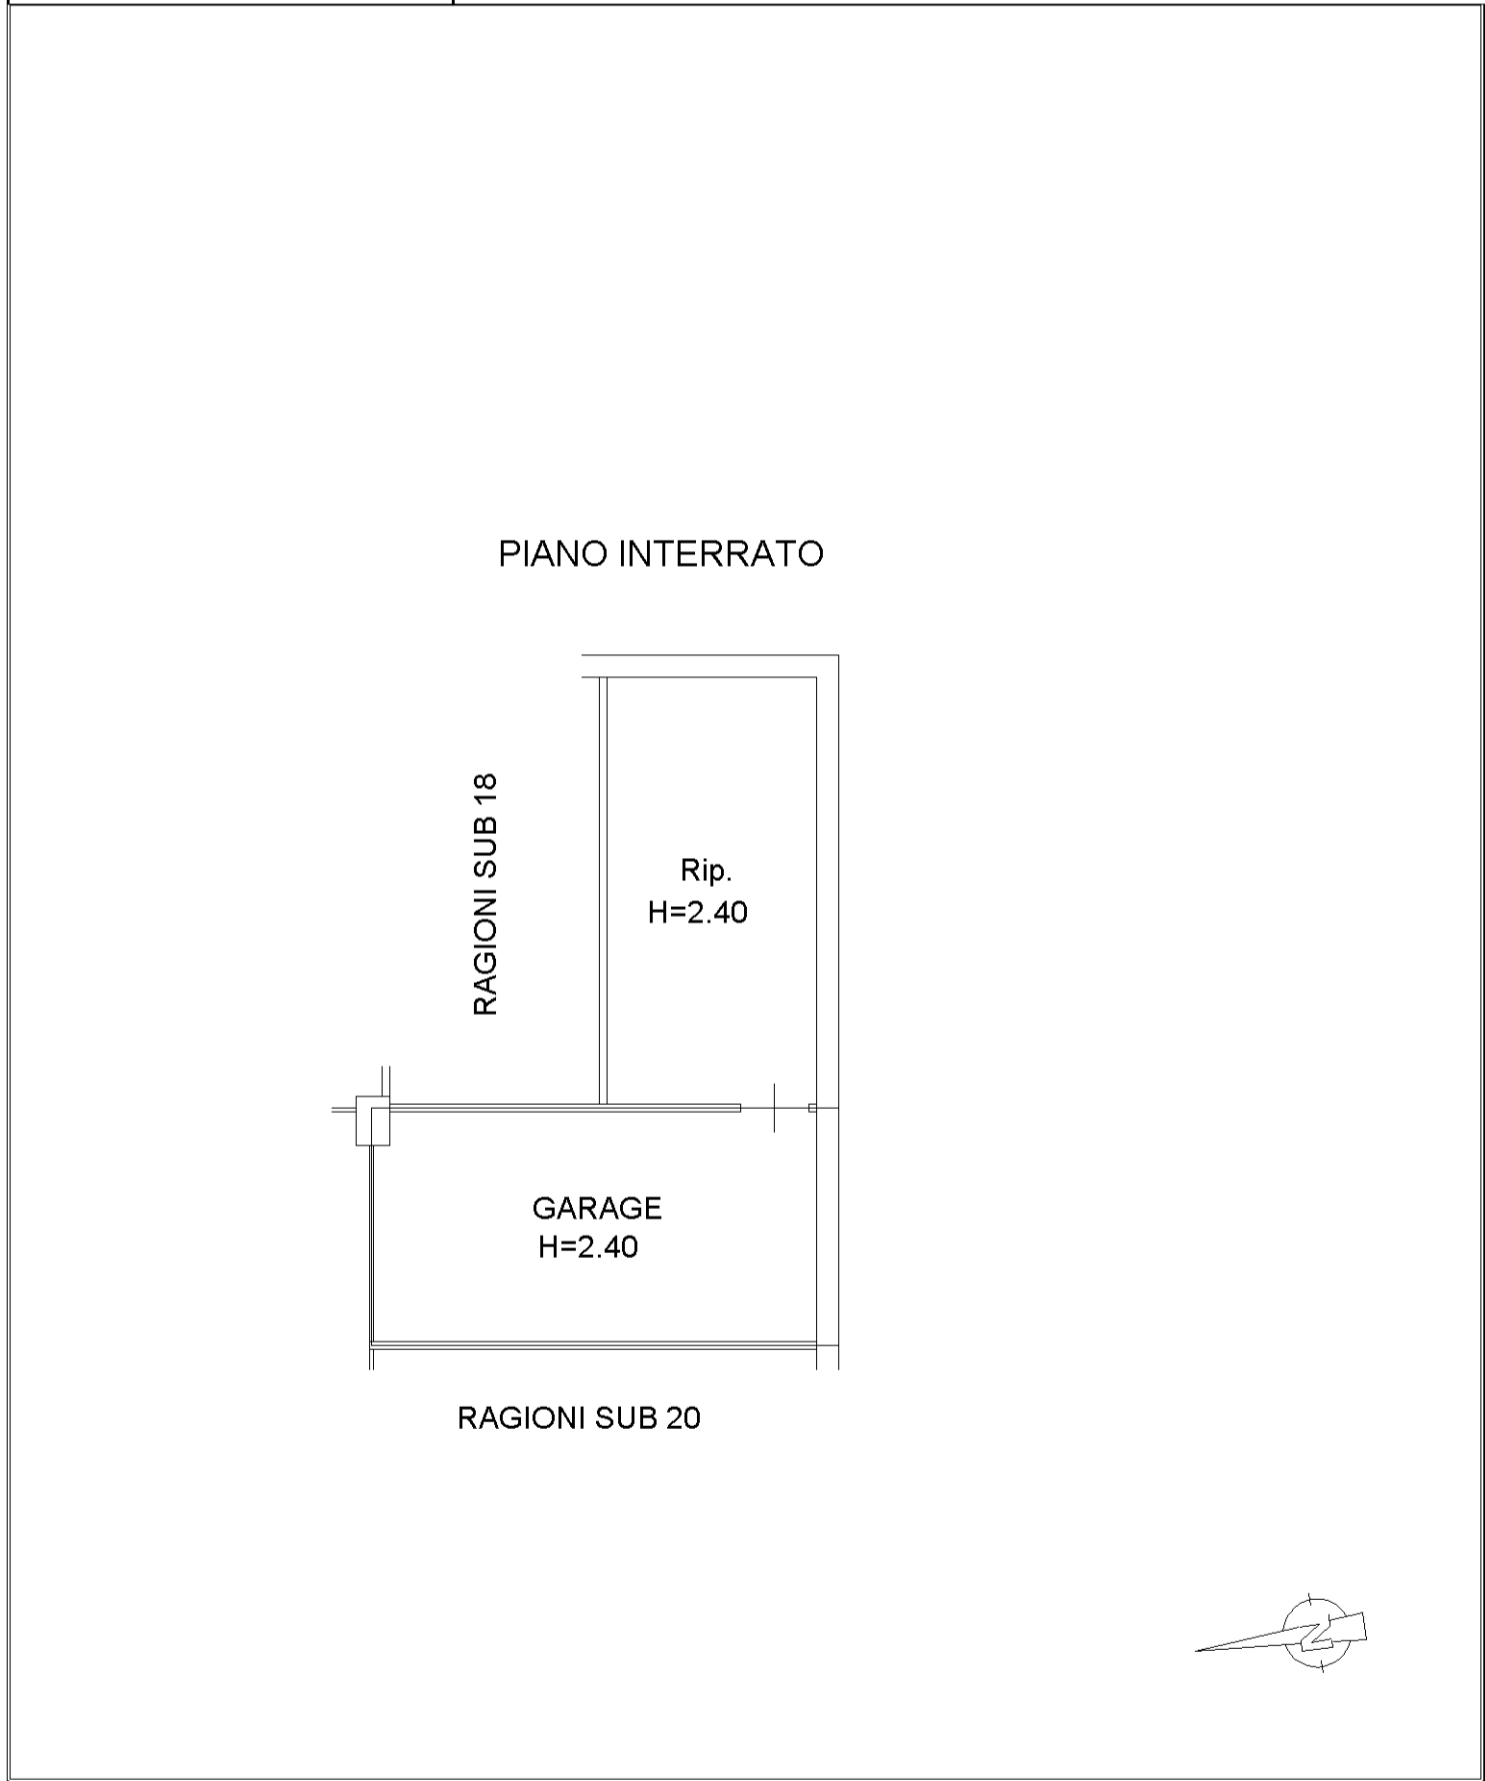 PIANO INTERRATO
RAGIONI SUB 18
Rip.
H=2.40
GARAGE
H=2.40
RAGIONI SUB 20
N